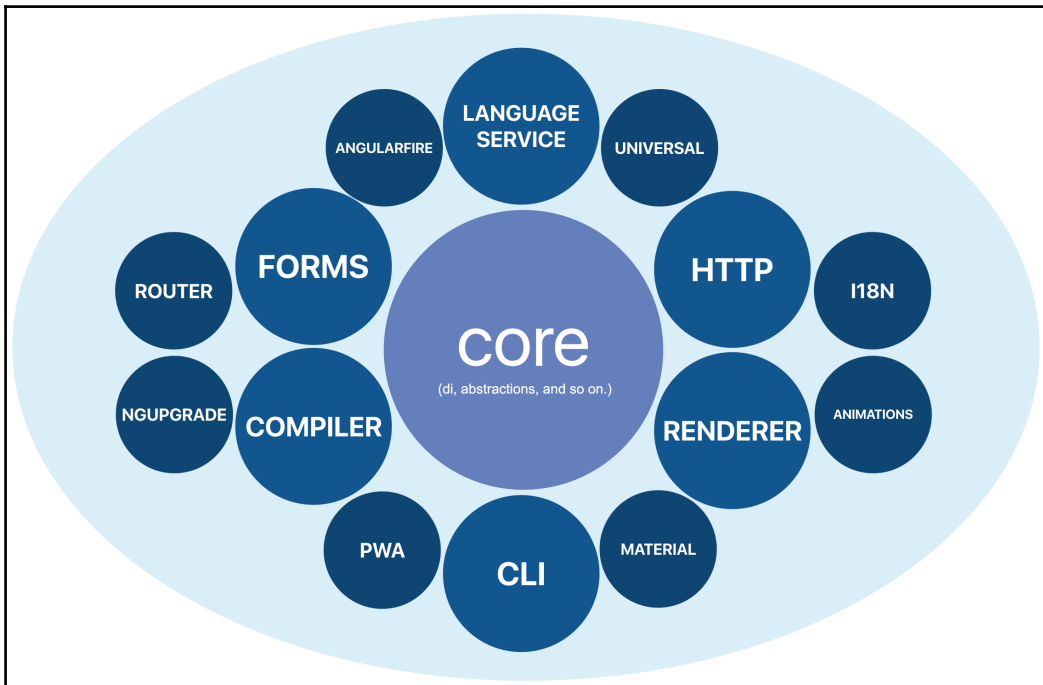 LANGUAGE
SERVICE
ANGULARFIRE
UNIVERSAL
FORMS
HTTP
ROUTER
I18N
core
(di, abstractions, and so on.)
NGUPGRADE
COMPILER
RENDERER
ANIMATIONS
PWA
CLI
MATERIAL